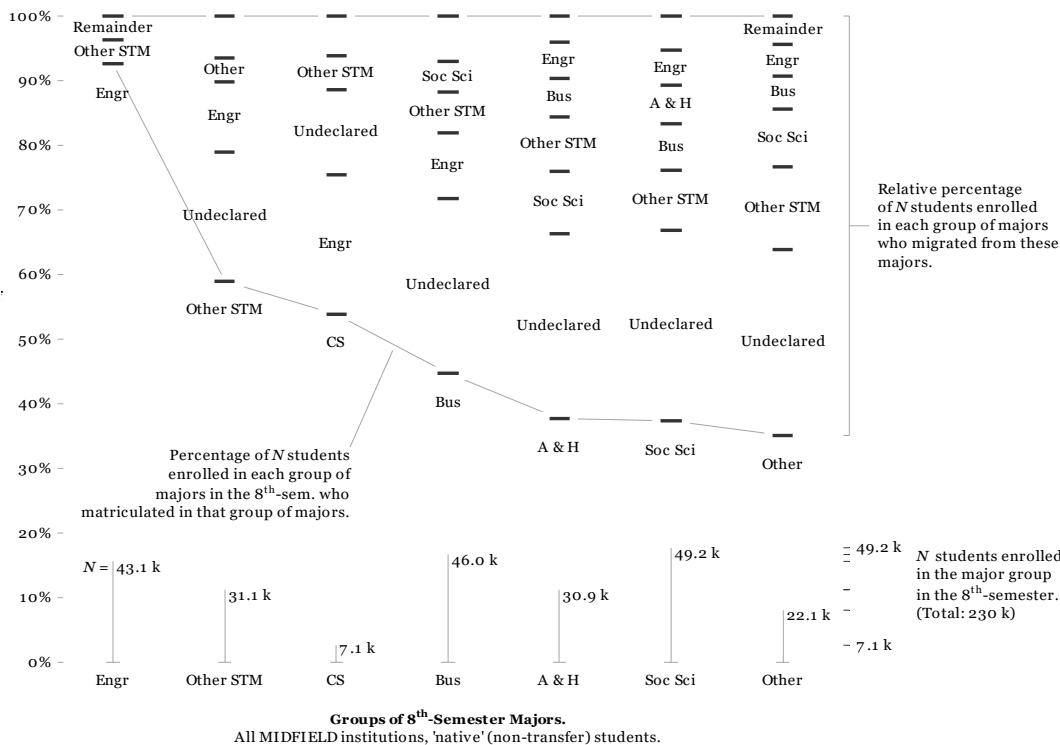 100%
90%
80%
70%
60%
50%
40%
30%
20%
10%
0%
Remainder
Other STM
Engr
Other
Engr
Undeclared
Other STM
Other STM
Undeclared
Engr
CS
Soc Sci
Other STM
Engr
Undeclared
Bus
Engr
Bus
Other STM
Soc Sci
Undeclared
A & H
Engr
A & H
Bus
Other STM
Undeclared
Soc Sci
Remainder
Engr
Bus
Soc Sci
Other STM
Undeclared
Other
Relative percentage
of N students enrolled
in each group of majors
who migrated from these
majors.
Percentage of N students
enrolled in each group of
majors in the 8th-sem. who
matriculated in that group of majors.
N = 43.1 k
31.1 k
7.1 k
46.0 k
30.9 k
49.2 k
22.1 k
49.2 k
7.1 k
N students enrolled
in the major group
in the 8th-semester.
(Total: 230 k)
Engr Other STM CS Bus A & H Soc Sci Other
Groups of 8th-Semester Majors.
All MIDFIELD institutions, 'native' (non-transfer) students.